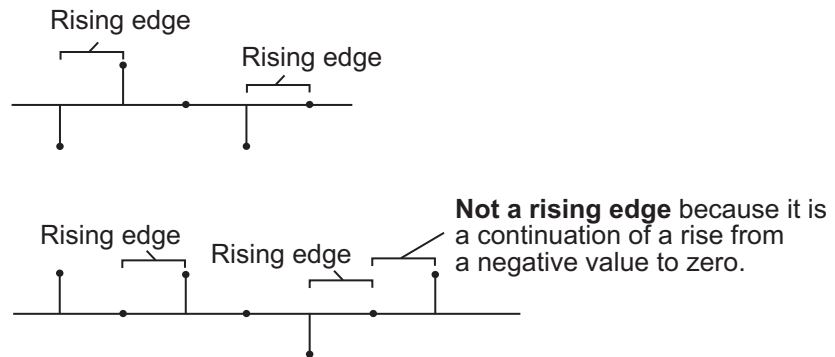 Rising edge
Rising edge
Not a rising edge because it is
a continuation of a rise from
a negative value to zero.
Rising edge
Rising edge